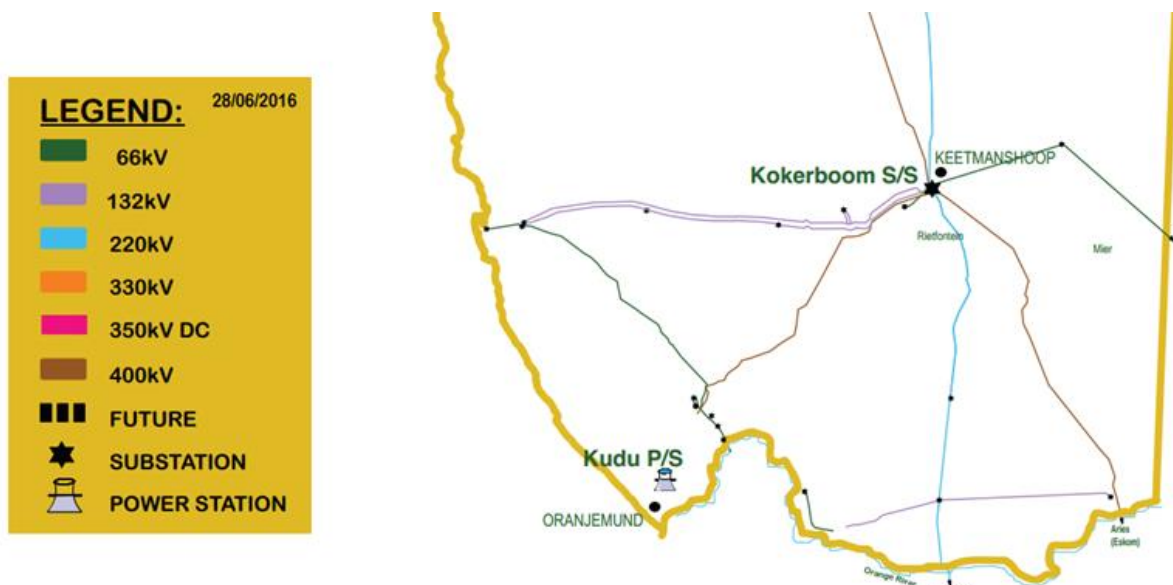 LEGEND: 28/06/2016
66kV
132kV
220kV
330kV
350kV DC
400kV
FUTURE
SUBSTATION
POWER STATION
KEETMANSHOOP
Kokerboom S/S
Rietfontein
Mier
Kudu P/S
ORANJEMUND
Aries
(Eskom)
Orange River